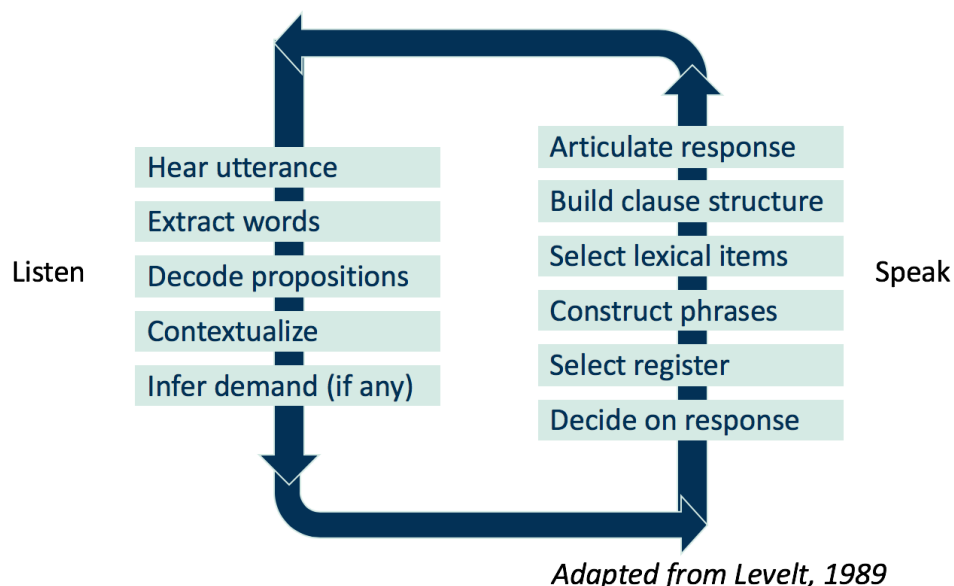 Listen
Hear utterance
Extract words
Decode propositions
Contextualize
Infer demand (if any)
Articulate response
Build clause structure
Select lexical items
Construct phrases
Select register
Decide on response
Speak
Adapted from Levelt, 1989